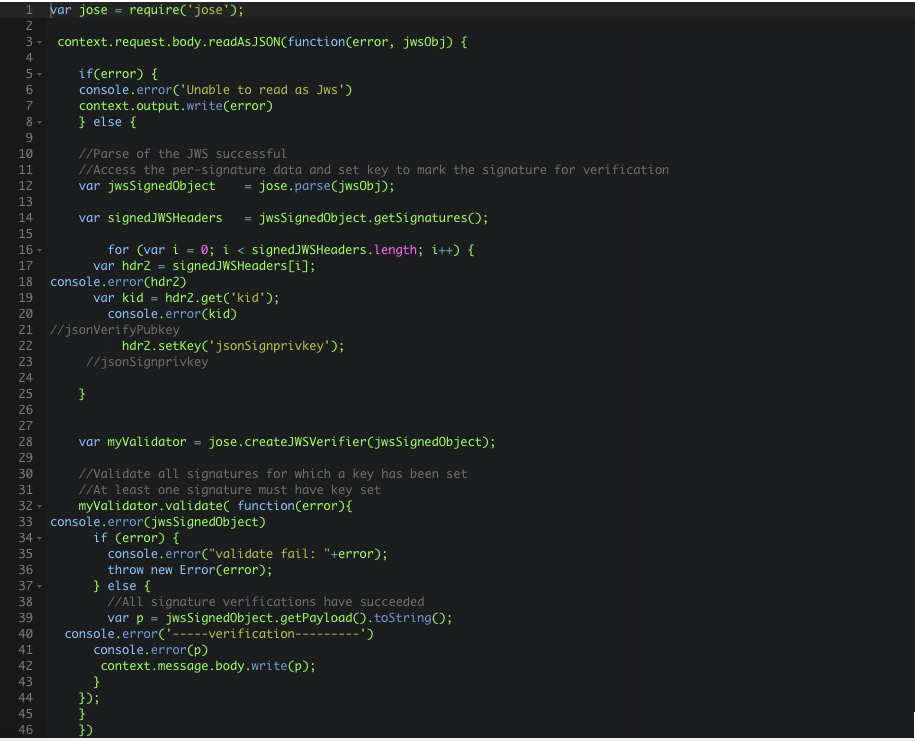 1 var jose = require('jose');
2
3 context.request.body.readAsJSON(function(error, jwsObj) {
4
5 if(error) {
6 console.error('Unable to read as Jws')
7 context.output.write(error)
8 } else {
9
10 //Parse of the JWS successful
11 //Access the per-signature data and set key to mark the signature for verification
12 var jwsSignedObject    = jose.parse(jwsObj);
13
14 var signedJWSHeaders   = jwsSignedObject.getSignatures();
15
16 for (var i = 0; i < signedJWSHeaders.length; i++) {
17 var hdr2 = signedJWSHeaders[i];
18 console.error(hdr2)
19 var kid = hdr2.get('kid');
20 console.error(kid)
21 //jsonVerifyPubkey
22 hdr2.setKey('jsonSignprivkey');
23 //jsonSignprivkey
24
25 }
26
27
28 var myValidator = jose.createJWSVerifier(jwsSignedObject);
29
30 //Validate all signatures for which a key has been set
31 //At least one signature must have key set
32 myValidator.validate( function(error){
33 console.error(jwsSignedObject)
34 if (error) {
35 console.error("validate fail: "+error);
36 throw new Error(error);
37 } else {
38 //All signature verifications have succeeded
39 var p = jwsSignedObject.getPayload().toString();
40 console.error('-----verification---------')
41 console.error(p)
42 context.message.body.write(p);
43 }
44 });
45 }
46 })